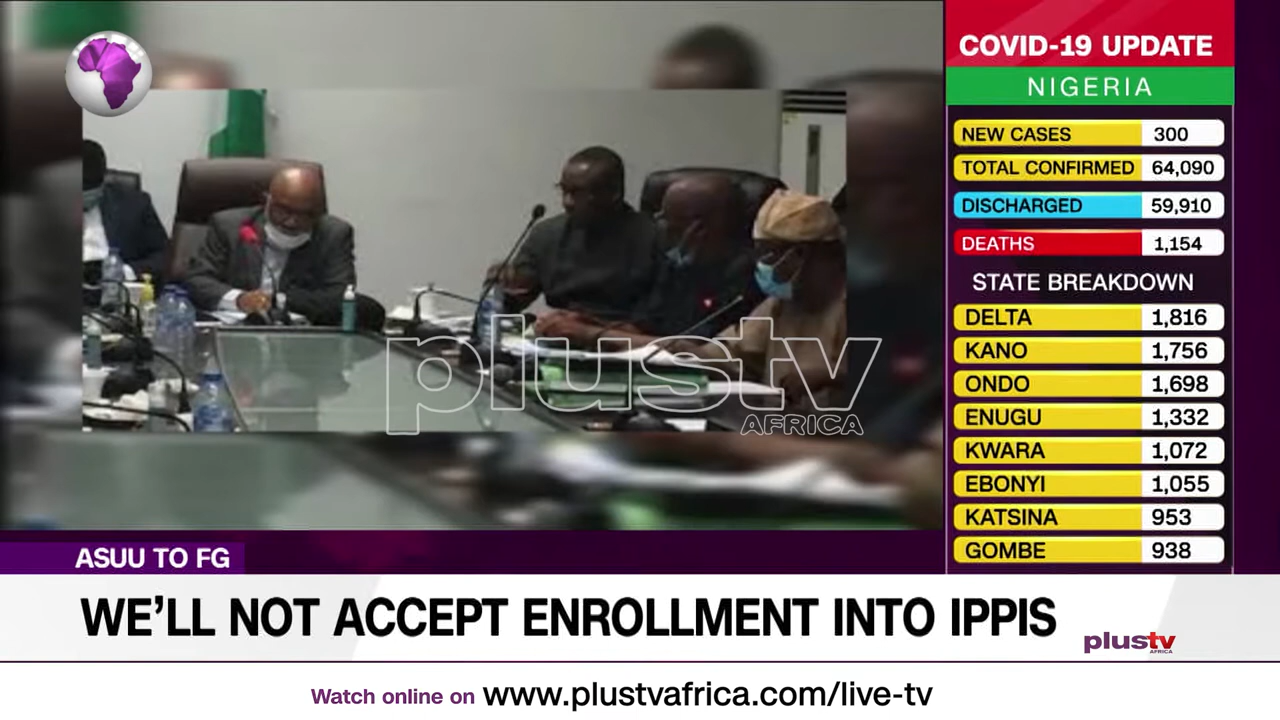 COVID-19 UPDATE
NIGERIA
NEW CASES 300
TOTAL CONFIRMED 64,090
DISCHARGED 59,910
DEATHS 1,154
STATE BREAKDOWN
DELTA 1,816
KANO 1,756
ONDO 1,698
ENUGU 1,332
KWARA 1,072
EBONYI 1,055
KATSINA 953
GOMBE 938
plustv
AFRICA
ASUU TO FG
WE'LL NOT ACCEPT ENROLLMENT INTO IPPIS
plustv
AFRICA
Watch online on www.plustvafrica.com/live-tv